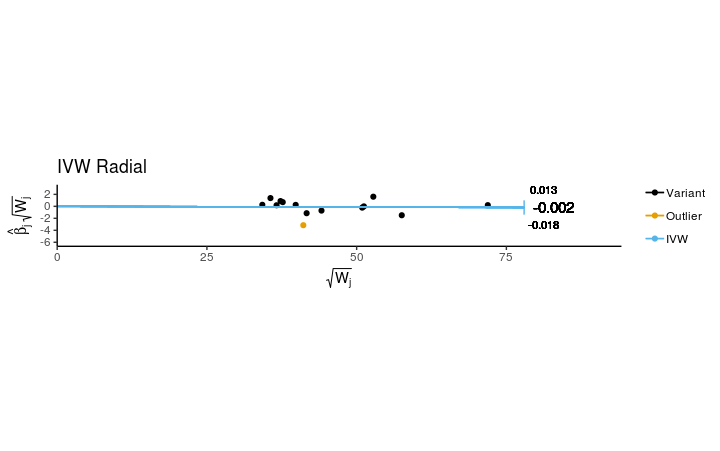 IVW Radial
β̂j √Wj
2
0
-2
-4
-6
0 25 50 75
√Wj
0.013
-0.002
-0.018
Variant
Outlier
IVW